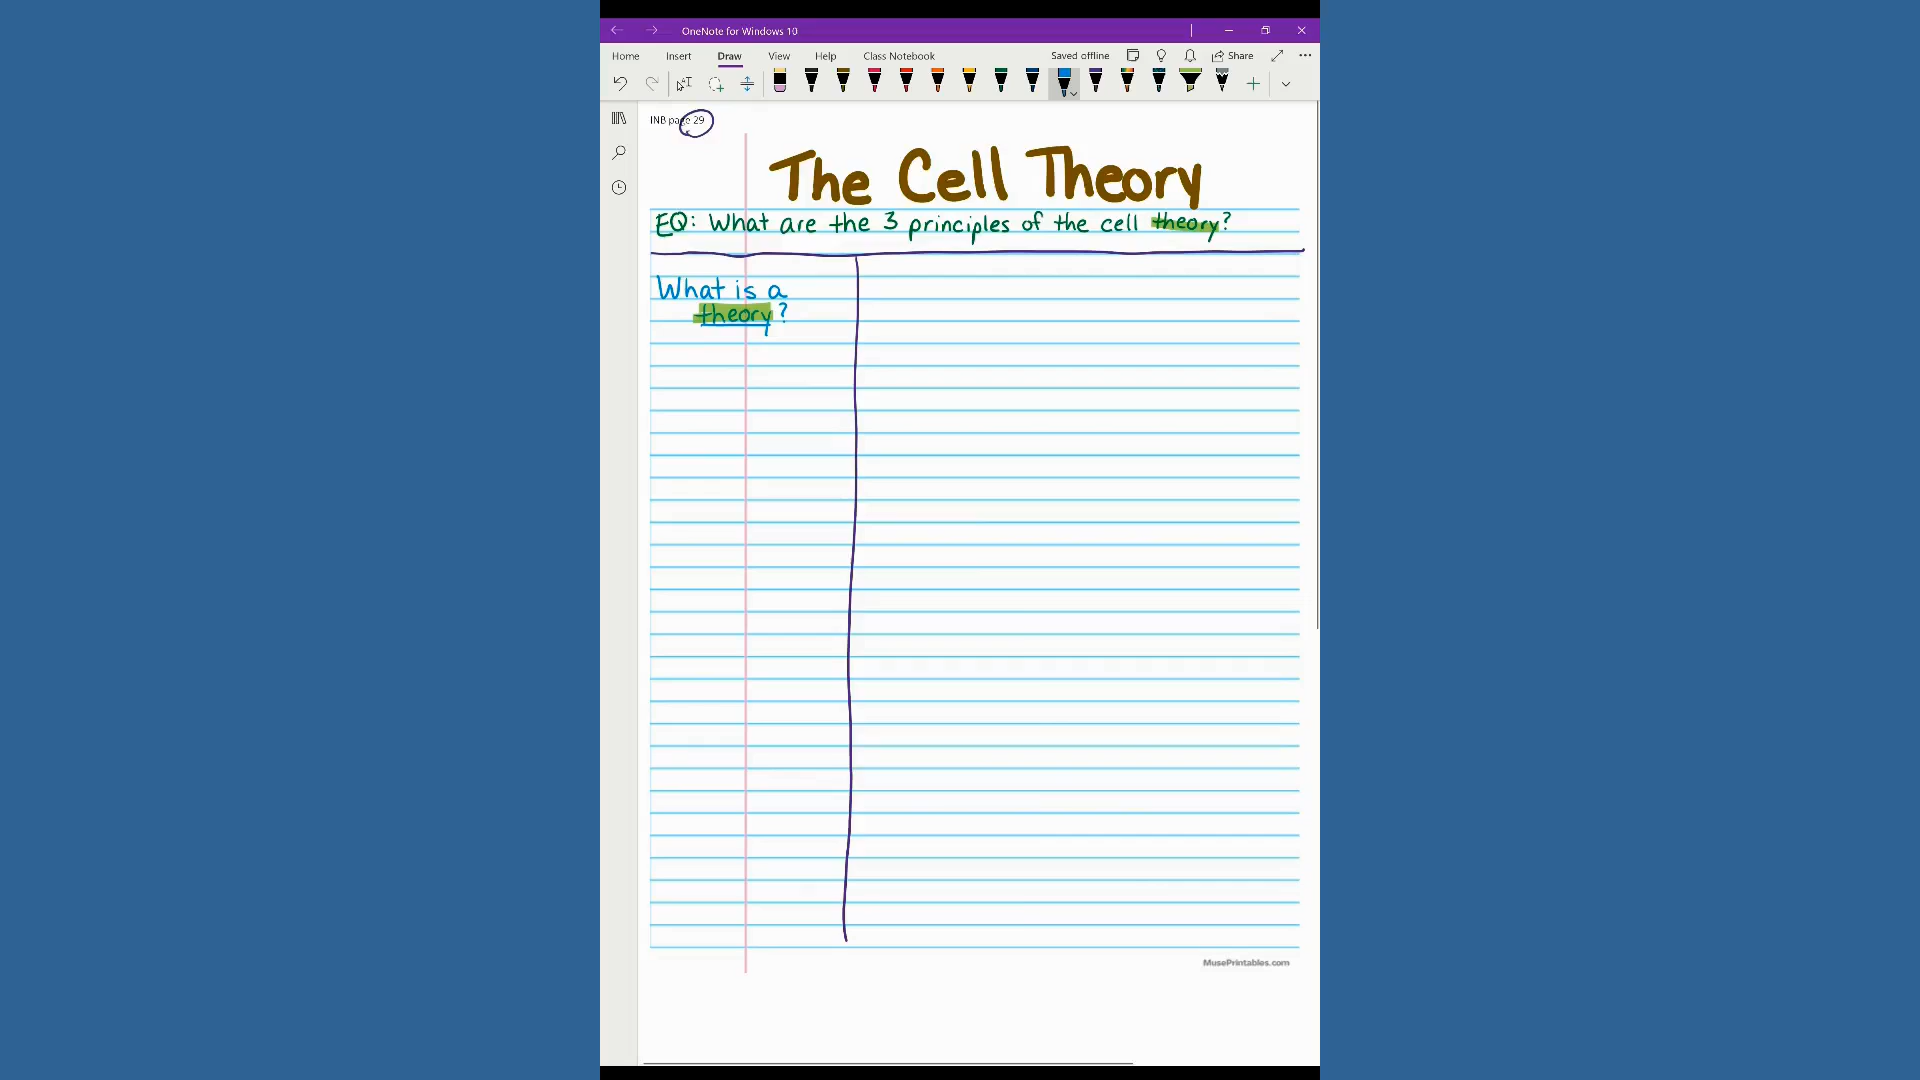 OneNote for Windows 10
Home Insert Draw View Help Class Notebook Saved offline Share
INB page 29
The Cell Theory
EQ: What are the 3 principles of the cell theory?
What is a
theory?
MusePrintables.com